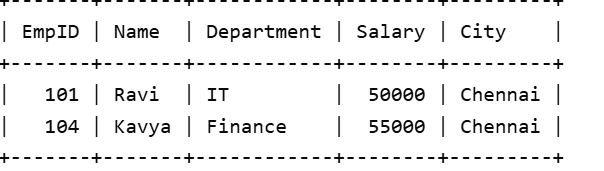 +-------+-------+------------+--------+---------+
| EmpID | Name  | Department | Salary | City    |
+-------+-------+------------+--------+---------+
|   101 | Ravi  | IT         |  50000 | Chennai |
|   104 | Kavya | Finance    |  55000 | Chennai |
+-------+-------+------------+--------+---------+